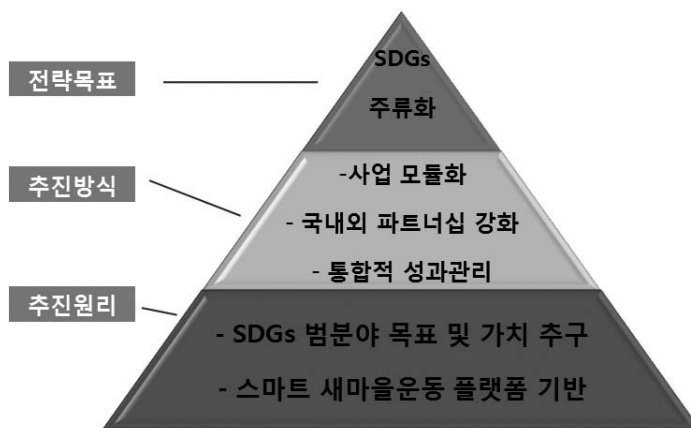 SDGs
전략목표
주류화
-사업 모듈화
추진방식
- 국내외 파트너십 강화
- 통합적 성과관리
추진원리
- SDGs 범분야 목표 및 가치 추구
- 스마트 새마을운동 플랫폼 기반